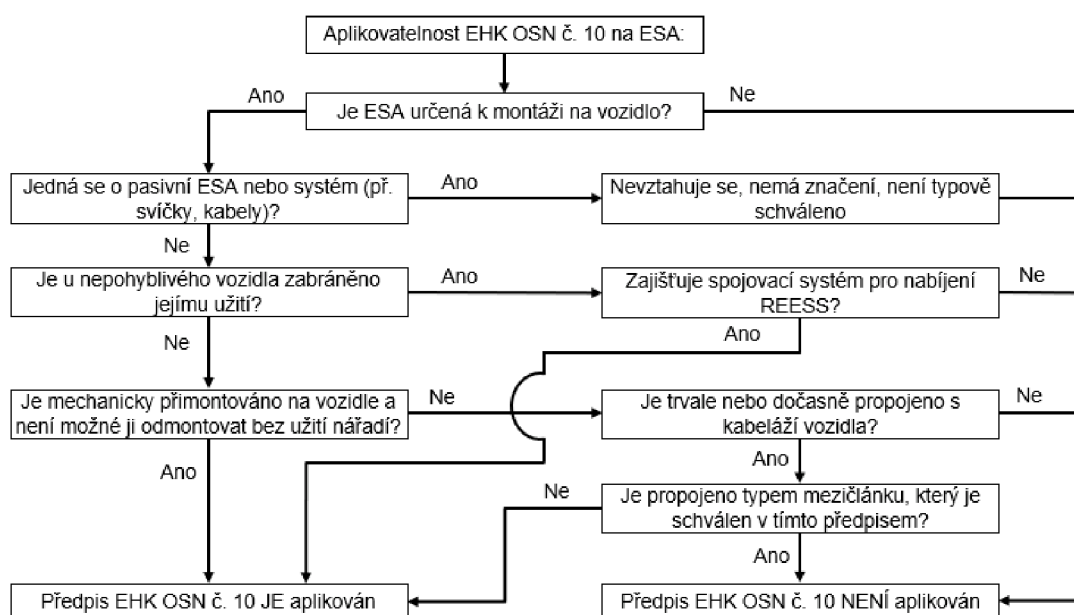 Aplikovatelnost EHK OSN č. 10 na ESA:
Ano
Ne
Je ESA určená k montáži na vozidlo?
Jedná se o pasivní ESA nebo systém (př.
svíčky, kabely)?
Ano
Nevztahuje se, nemá značení, není typově
schváleno
Ne
Je u nepohyblivého vozidla zabráněno
jejímu užití?
Ano
Zajišťuje spojovací systém pro nabíjení
REESS?
Ne
Ne
Ano
Je mechanicky přimontováno na vozidle a
není možné ji odmontovat bez užití nářadí?
Ne
Je trvale nebo dočasně propojeno s
kabeláží vozidla?
Ne
Ano
Ano
Ne
Je propojeno typem mezičlánku, který je
schválen v tímto předpisem?
Ano
Předpis EHK OSN č. 10 JE aplikován
Předpis EHK OSN č. 10 NENÍ aplikován